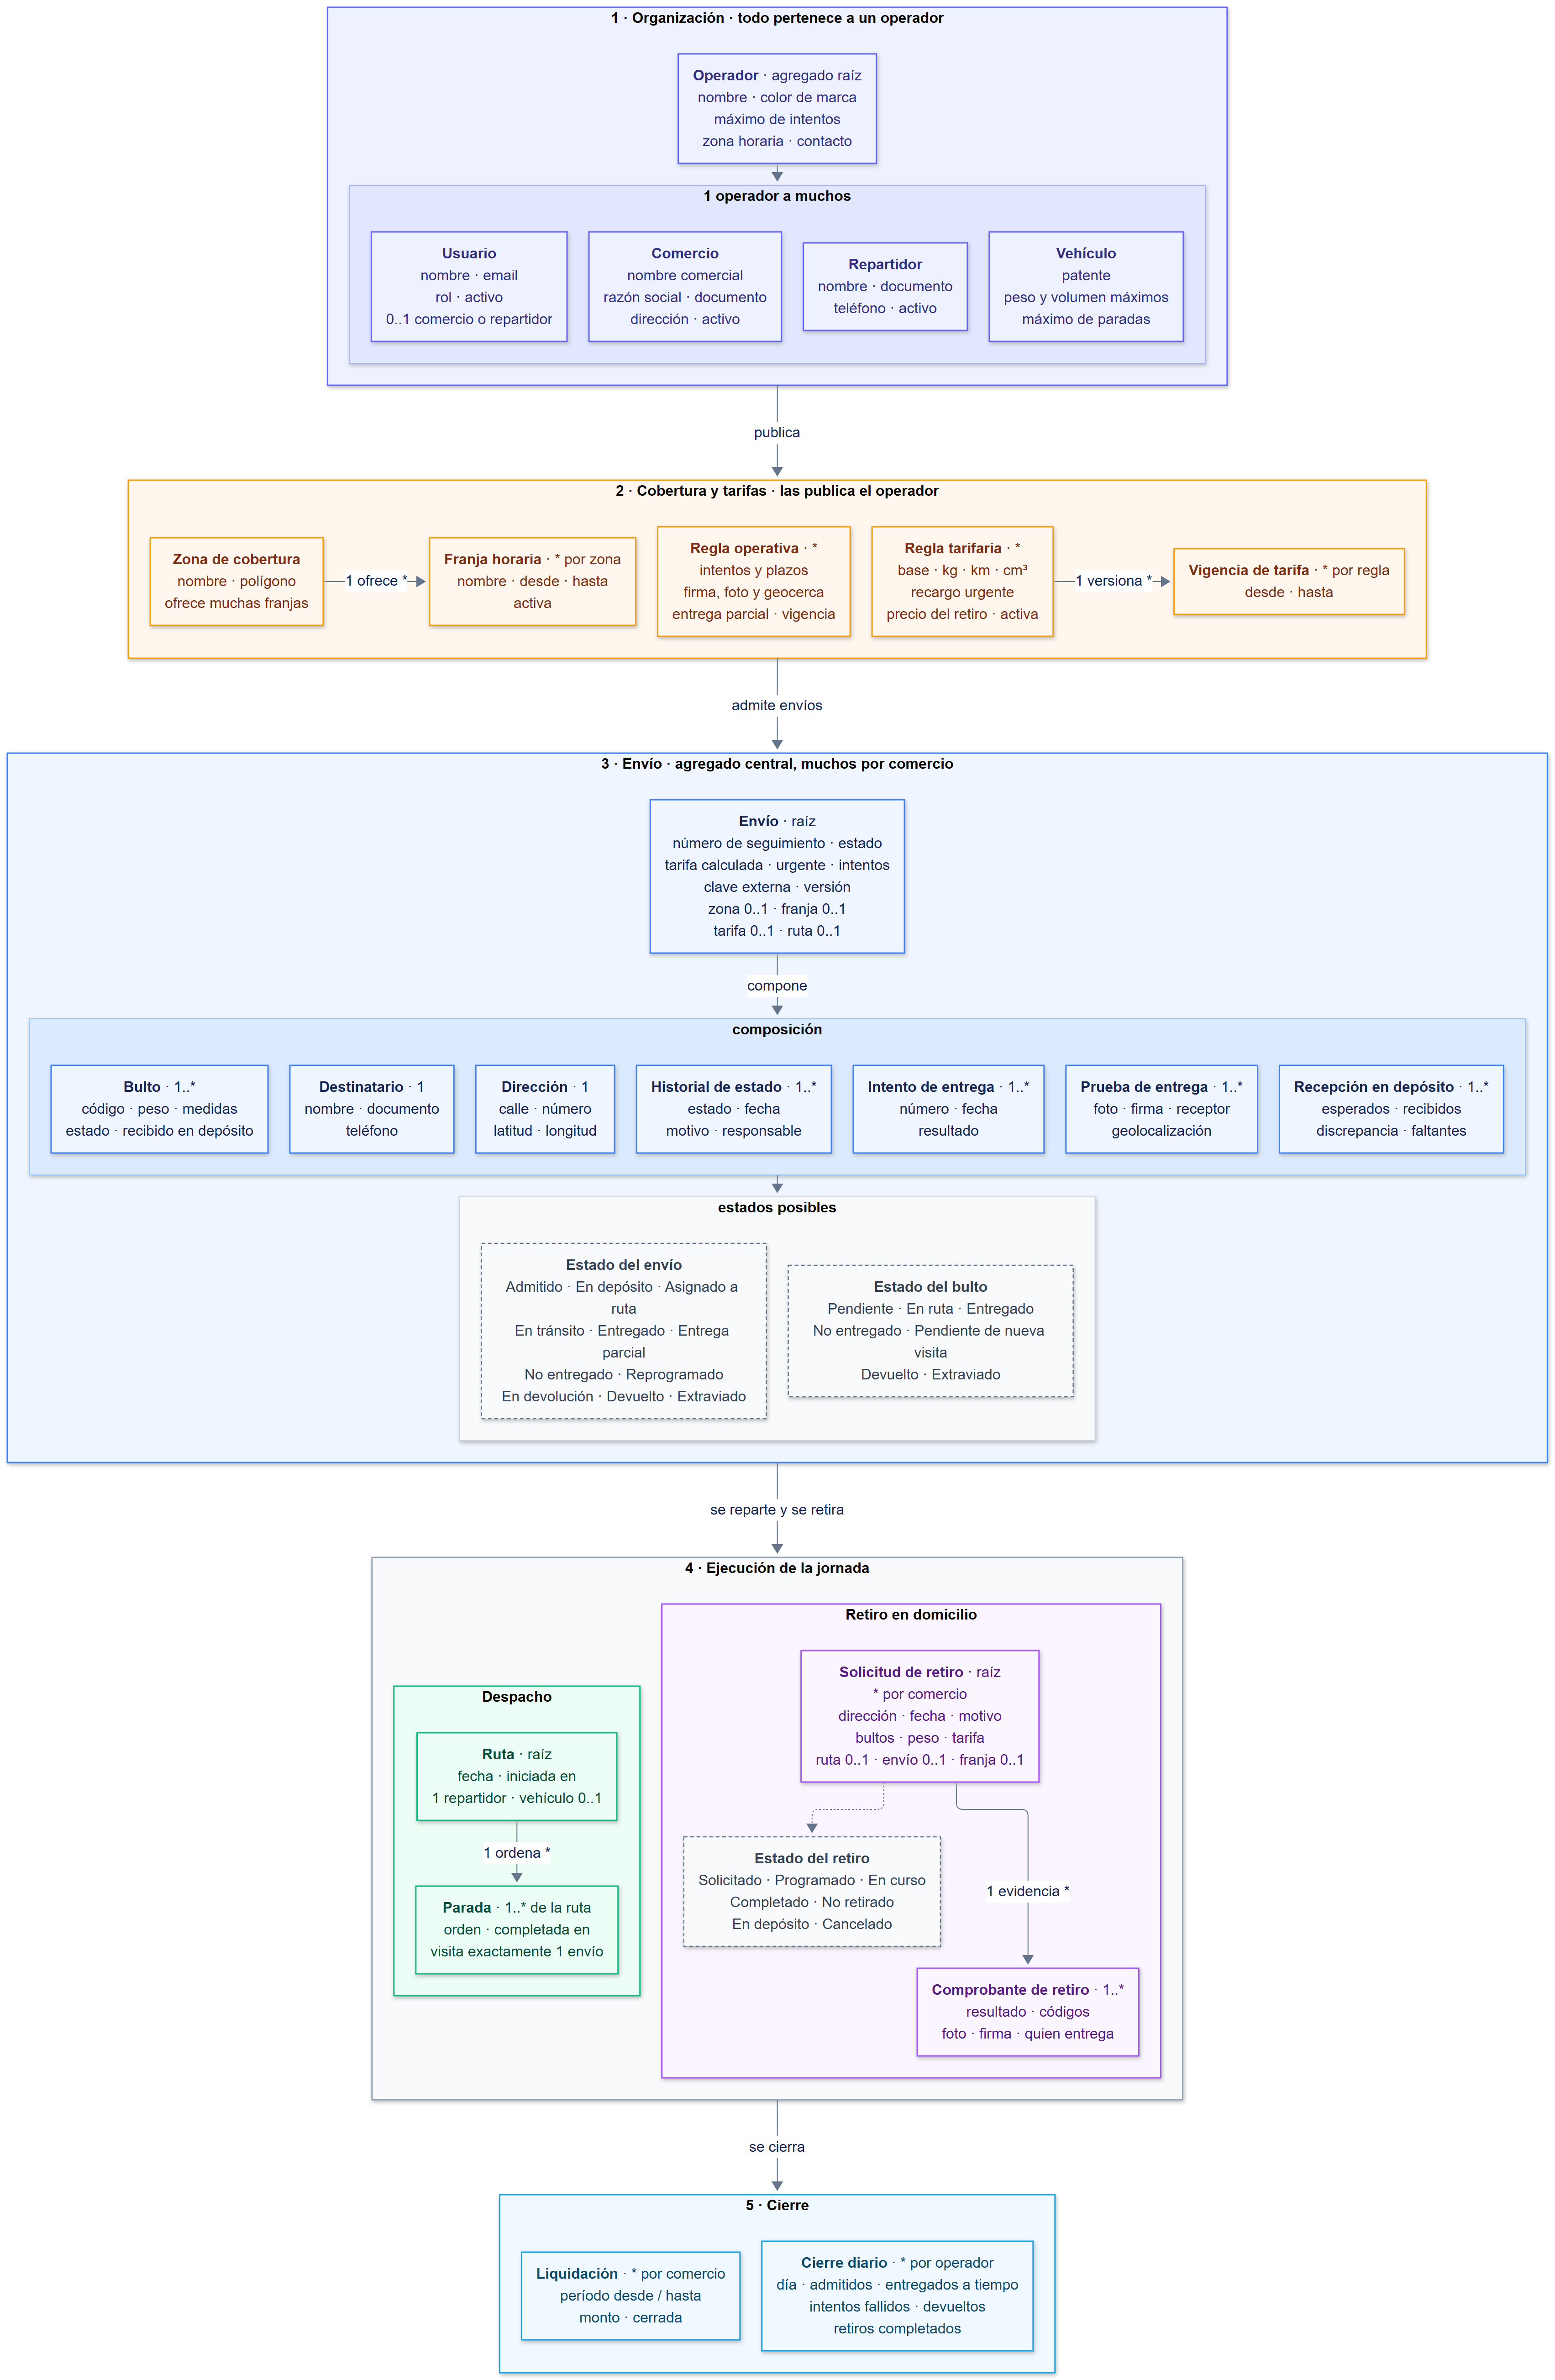 1 · Organización · todo pertenece a un operador
Operador · agregado raíz
nombre · color de marca
máximo de intentos
zona horaria · contacto
1 operador a muchos
Usuario
nombre · email
rol · activo
0..1 comercio o repartidor
Comercio
nombre comercial
razón social · documento
dirección · activo
Repartidor
nombre · documento
teléfono · activo
Vehículo
patente
peso y volumen máximos
máximo de paradas
publica
2 · Cobertura y tarifas · las publica el operador
Zona de cobertura
nombre · polígono
ofrece muchas franjas
1 ofrece *
Franja horaria · * por zona
nombre · desde · hasta
activa
Regla operativa · *
intentos y plazos
firma, foto y geocerca
entrega parcial · vigencia
Regla tarifaria · *
base · kg · km · cm³
recargo urgente
precio del retiro · activa
1 versiona *
Vigencia de tarifa · * por regla
desde · hasta
admite envíos
3 · Envío · agregado central, muchos por comercio
Envío · raíz
número de seguimiento · estado
tarifa calculada · urgente · intentos
clave externa · versión
zona 0..1 · franja 0..1
tarifa 0..1 · ruta 0..1
compone
composición
Bulto · 1..*
código · peso · medidas
estado · recibido en depósito
Destinatario · 1
nombre · documento
teléfono
Dirección · 1
calle · número
latitud · longitud
Historial de estado · 1..*
estado · fecha
motivo · responsable
Intento de entrega · 1..*
número · fecha
resultado
Prueba de entrega · 1..*
foto · firma · receptor
geolocalización
Recepción en depósito · 1..*
esperados · recibidos
discrepancia · faltantes
estados posibles
Estado del envío
Admitido · En depósito · Asignado a
ruta
En tránsito · Entregado · Entrega
parcial
No entregado · Reprogramado
En devolución · Devuelto · Extraviado
Estado del bulto
Pendiente · En ruta · Entregado
No entregado · Pendiente de nueva
visita
Devuelto · Extraviado
se reparte y se retira
4 · Ejecución de la jornada
Despacho
Ruta · raíz
fecha · iniciada en
1 repartidor · vehículo 0..1
1 ordena *
Parada · 1..* de la ruta
orden · completada en
visita exactamente 1 envío
Retiro en domicilio
Solicitud de retiro · raíz
* por comercio
dirección · fecha · motivo
bultos · peso · tarifa
ruta 0..1 · envío 0..1 · franja 0..1
Estado del retiro
Solicitado · Programado · En curso
Completado · No retirado
En depósito · Cancelado
1 evidencia *
Comprobante de retiro · 1..*
resultado · códigos
foto · firma · quien entrega
se cierra
5 · Cierre
Liquidación · * por comercio
período desde / hasta
monto · cerrada
Cierre diario · * por operador
día · admitidos · entregados a tiempo
intentos fallidos · devueltos
retiros completados